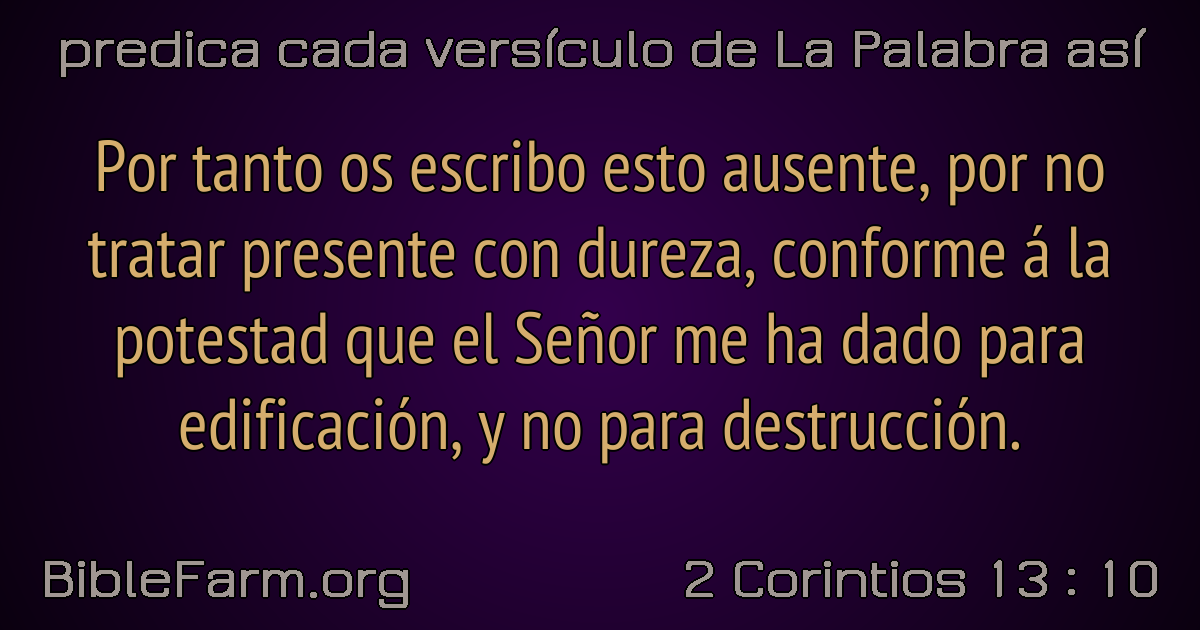 predica cada versículo de La Palabra así
Por tanto os escribo esto ausente, por no
tratar presente con dureza, conforme á la
potestad que el Señor me ha dado para
edificación, y no para destrucción.
BibleFarm.org
2 Corintios 13 : 10